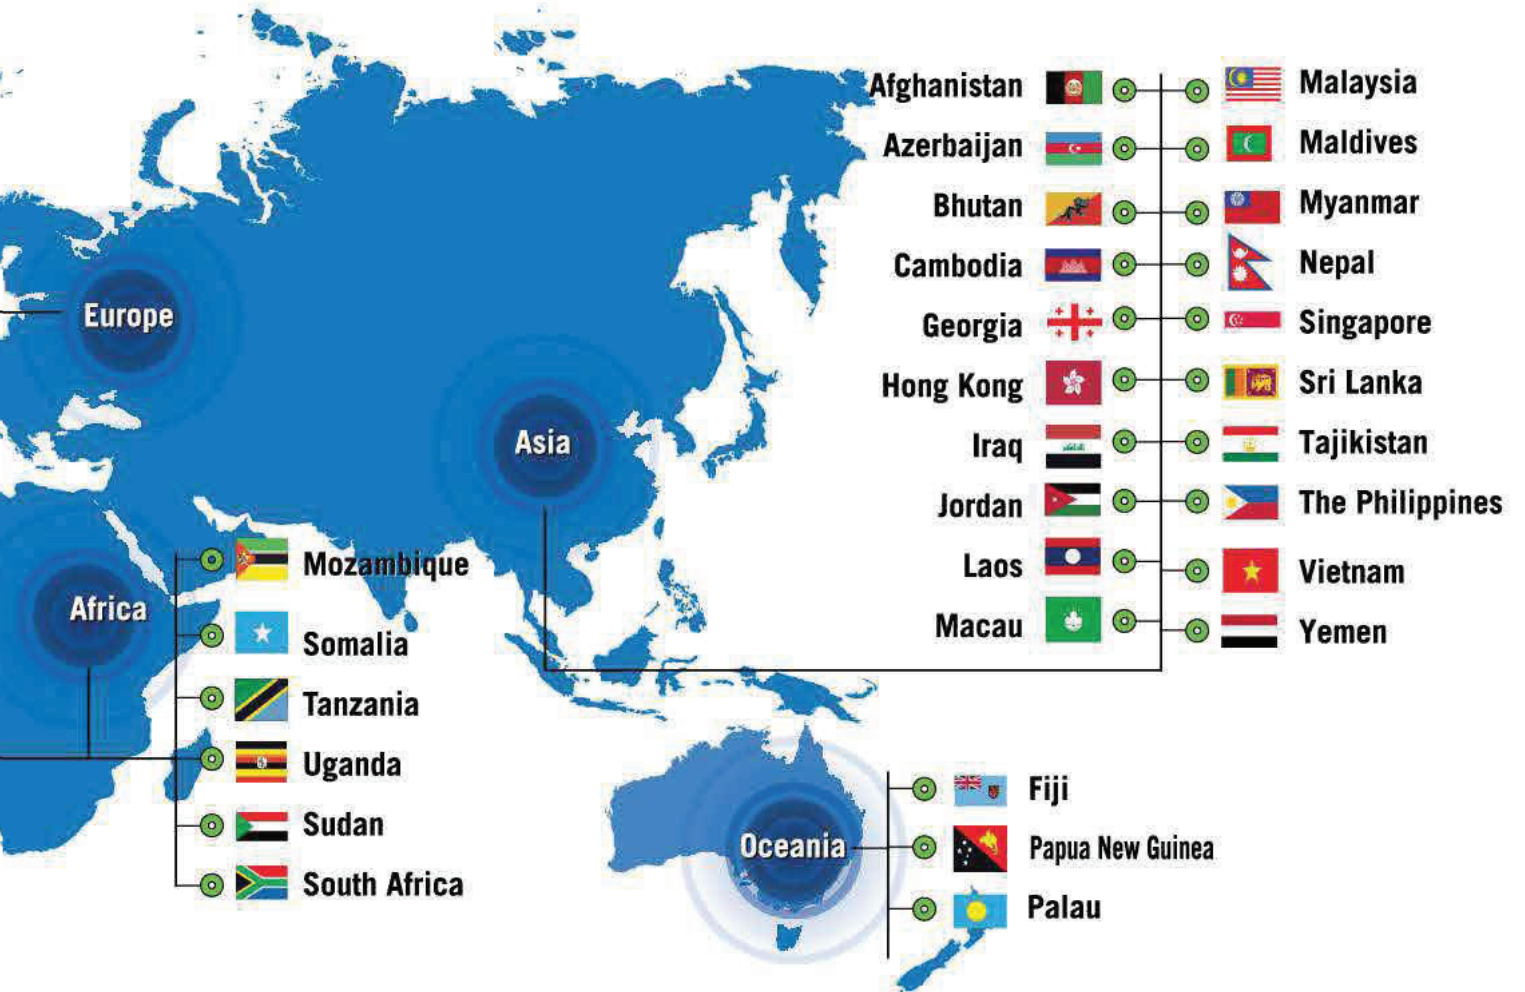 Europe
Asia
Africa
Oceania
Afghanistan
Azerbaijan
Bhutan
Cambodia
Georgia
Hong Kong
Iraq
Jordan
Laos
Macau
Malaysia
Maldives
Myanmar
Nepal
Singapore
Sri Lanka
Tajikistan
The Philippines
Vietnam
Yemen
Mozambique
Somalia
Tanzania
Uganda
Sudan
South Africa
Fiji
Papua New Guinea
Palau